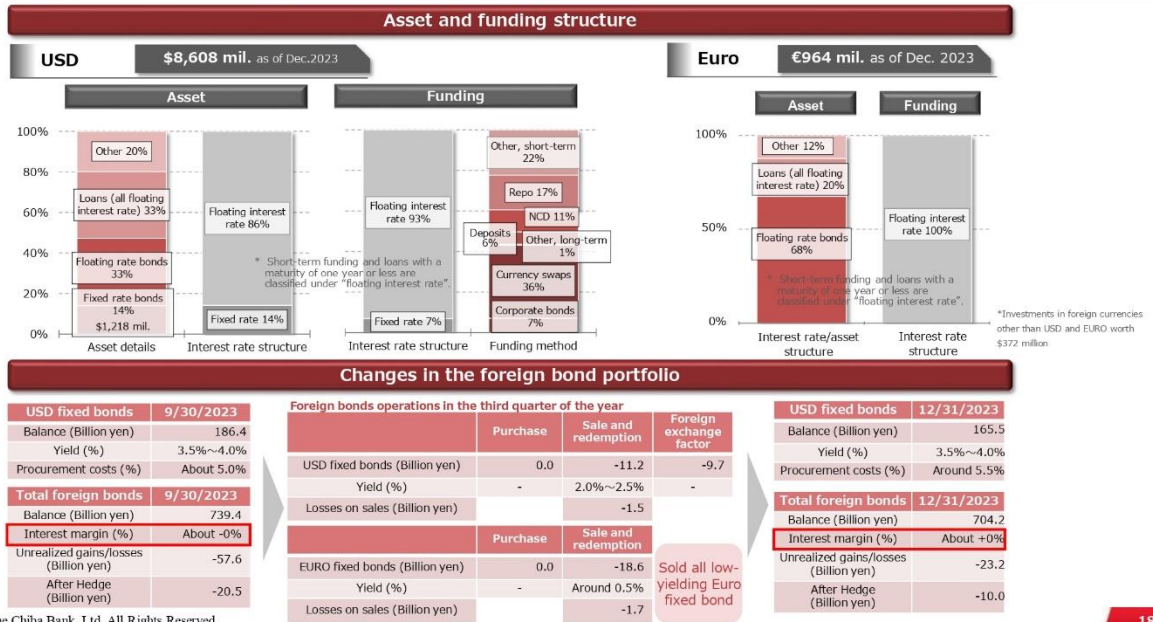 Asset and funding structure
USD
$8,608 mil. as of Dec.2023
Asset
Funding
100%
80%
60%
40%
20%
0%
Other 20%
Loans (all floating
interest rate) 33%
Floating rate bonds
33%
Fixed rate bonds
14%
$1,218 mil.
Asset details
Floating interest
rate 86%
Fixed rate 14%
Interest rate structure
* Short-term funding and loans with a
maturity of one year or less are
classified under "floating interest rate".
Floating interest
rate 93%
Fixed rate 7%
Interest rate structure
Other, short-term
22%
Repo 17%
NCD 11%
Deposits
6%
Other, long-term
1%
Currency swaps
36%
Corporate bonds
7%
Funding method
Euro
€964 mil. as of Dec. 2023
Asset
Funding
100%
50%
0%
Other 12%
Loans (all floating
interest rate) 20%
Floating rate bonds
68%
Interest rate/asset
structure
Floating interest
rate 100%
Interest rate
structure
* Short-term funding and loans with a
maturity of one year or less are
classified under "floating interest rate".
*Investments in foreign currencies
other than USD and EURO worth
$372 million
Changes in the foreign bond portfolio
USD fixed bonds 9/30/2023
Balance (Billion yen) 186.4
Yield (%) 3.5%～4.0%
Procurement costs (%) About 5.0%
Total foreign bonds 9/30/2023
Balance (Billion yen) 739.4
Interest margin (%) About -0%
Unrealized gains/losses
(Billion yen) -57.6
After Hedge
(Billion yen) -20.5
Foreign bonds operations in the third quarter of the year
Purchase Sale and
redemption Foreign
exchange
factor
USD fixed bonds (Billion yen) 0.0 -11.2 -9.7
Yield (%) - 2.0%～2.5% -
Losses on sales (Billion yen) -1.5
Purchase Sale and
redemption
EURO fixed bonds (Billion yen) 0.0 -18.6
Yield (%) - Around 0.5%
Losses on sales (Billion yen) -1.7
Sold all low-
yielding Euro
fixed bond
USD fixed bonds 12/31/2023
Balance (Billion yen) 165.5
Yield (%) 3.5%～4.0%
Procurement costs (%) Around 5.5%
Total foreign bonds 12/31/2023
Balance (Billion yen) 704.2
Interest margin (%) About +0%
Unrealized gains/losses
(Billion yen) -23.2
After Hedge
(Billion yen) -10.0
Chiba Bank, Ltd. All Rights Reserved
18